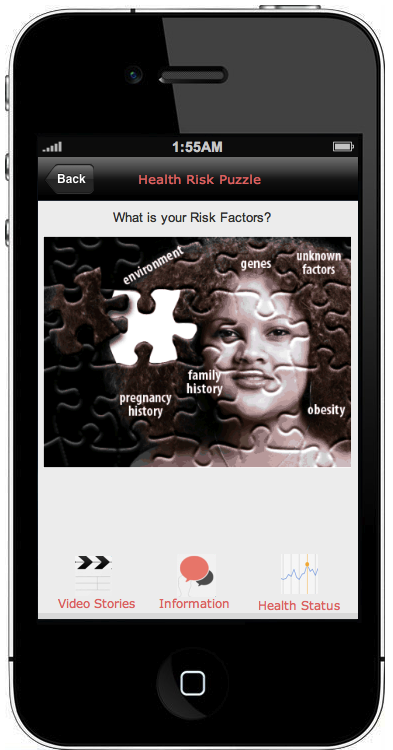 1:55AM
Back
Health Risk Puzzle
What is your Risk Factors?
environment
genes
unknown
factors
family
history
pregnancy
history
obesity
Video Stories
Information
Health Status